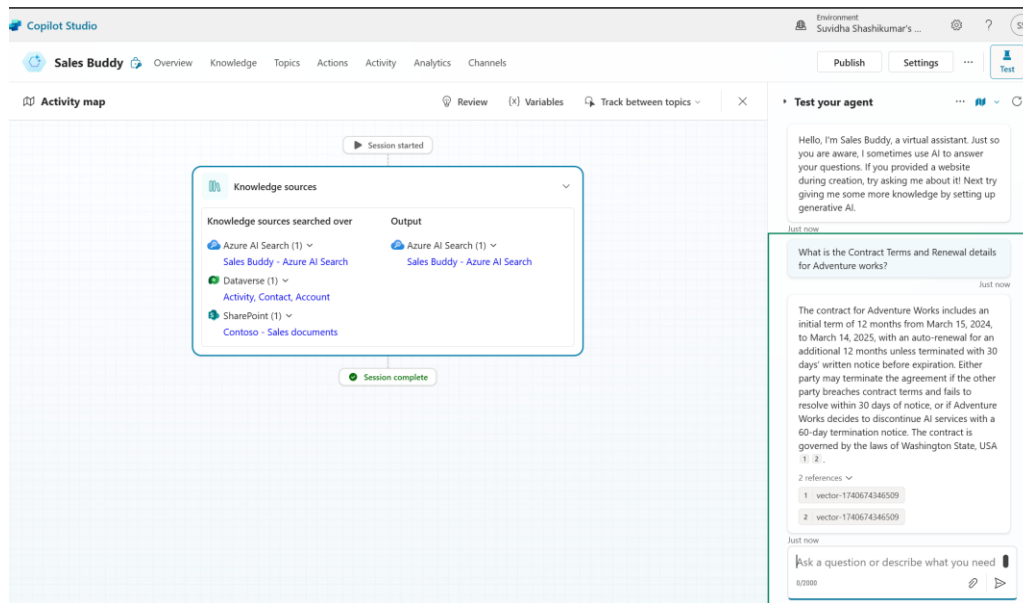 Copilot Studio
Environment
Suvidha Shashikumar's ...
?
Sales Buddy
Overview
Knowledge
Topics
Actions
Activity
Analytics
Channels
Publish
Settings
...
Test
Activity map
Review
{x} Variables
Track between topics
Test your agent
...
Session started
Knowledge sources
Knowledge sources searched over
Output
Azure AI Search (1)
Sales Buddy - Azure AI Search
Azure AI Search (1)
Sales Buddy - Azure AI Search
Dataverse (1)
Activity, Contact, Account
SharePoint (1)
Contoso - Sales documents
Session complete
Hello, I'm Sales Buddy, a virtual assistant. Just so
you are aware, I sometimes use AI to answer
your questions. If you provided a website
during creation, try asking me about it! Next try
giving me some more knowledge by setting up
generative AI.
Just now
What is the Contract Terms and Renewal details
for Adventure works?
Just now
The contract for Adventure Works includes an
initial term of 12 months from March 15, 2024,
to March 14, 2025, with an auto-renewal for an
additional 12 months unless terminated with 30
days' written notice before expiration. Either
party may terminate the agreement if the other
party breaches contract terms and fails to
resolve within 30 days of notice, or if Adventure
Works decides to discontinue AI services with a
60-day termination notice. The contract is
governed by the laws of Washington State, USA
1 2 .
2 references
1 vector-1740674346509
2 vector-1740674346509
Just now
Ask a question or describe what you need
0/2000